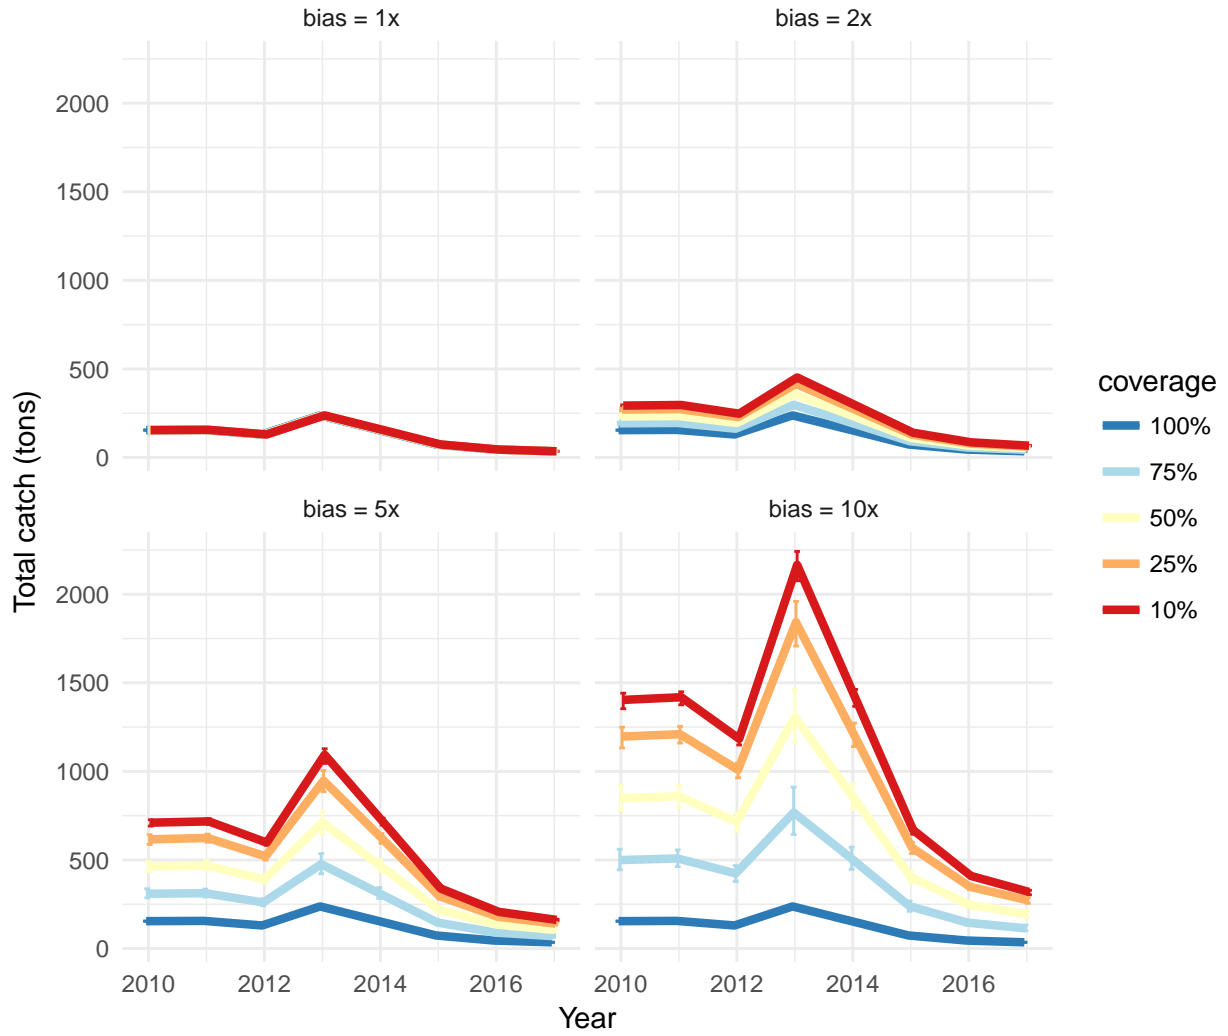 bias = 1x
bias = 2x
2000
1500
1000
500
0
bias = 5x
bias = 10x
2000
1500
1000
500
0
2010 2012 2014 2016
2010 2012 2014 2016
Year
Total catch (tons)
coverage
100%
75%
50%
25%
10%